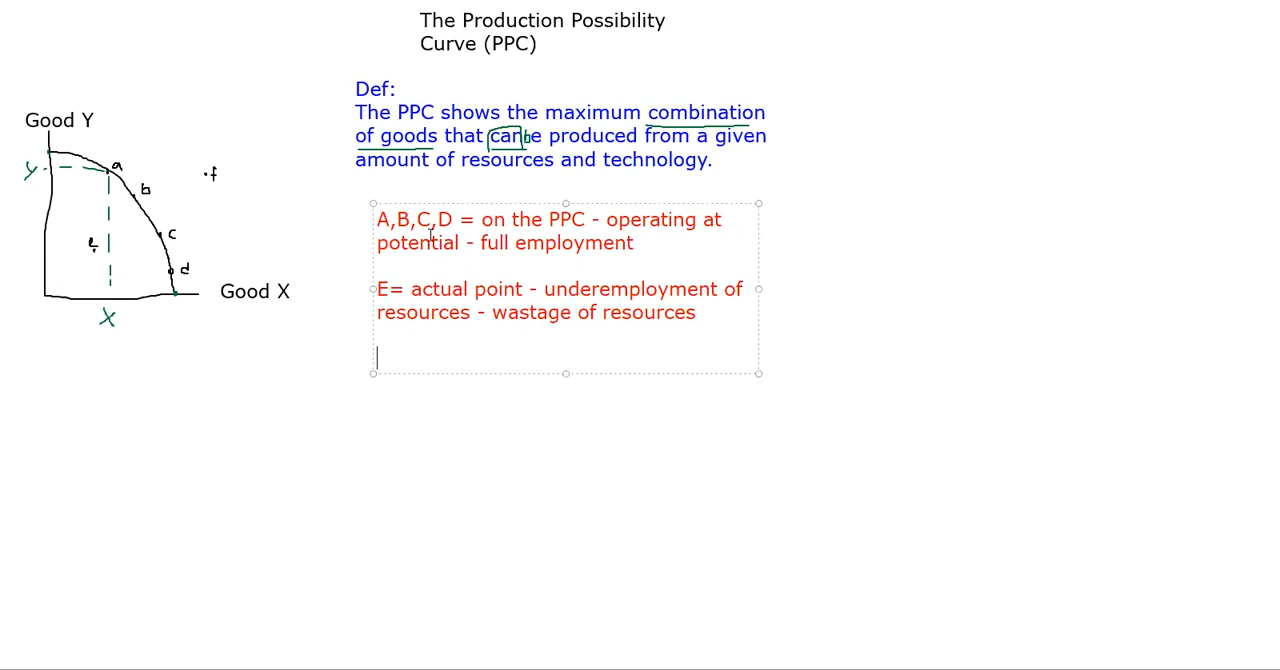 The Production Possibility
Curve (PPC)
Def:
The PPC shows the maximum combination
of goods that can be produced from a given
amount of resources and technology.
Good Y
y
a
b
.f
c
d
Good X
X
A,B,C,D = on the PPC - operating at
potential - full employment
E= actual point - underemployment of
resources - wastage of resources